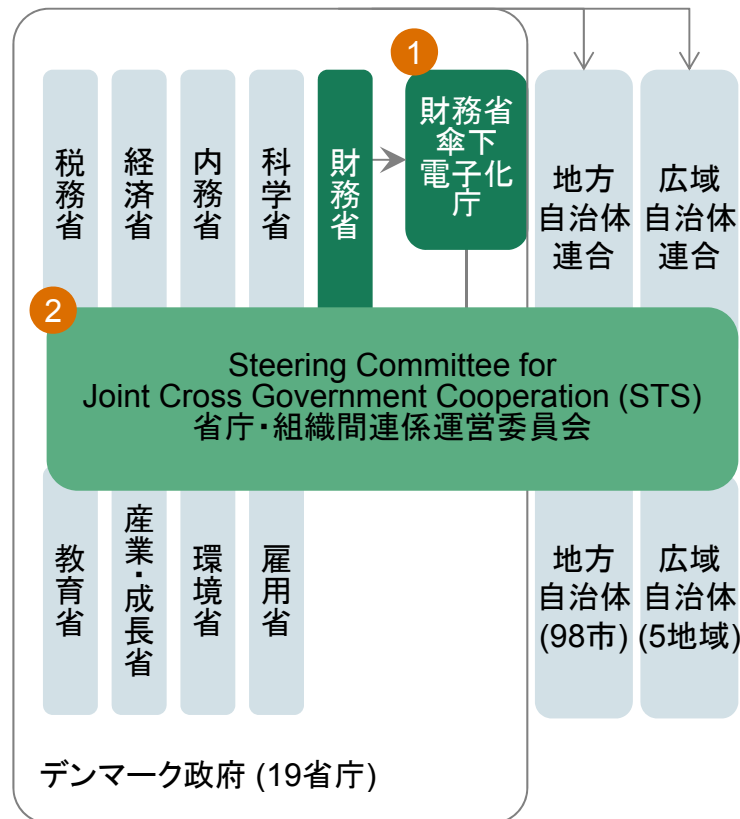 1
税務省
経済省
内務省
科学省
財務省
財務省
傘下
電子化
庁
地方
自治体
連合
広域
自治体
連合
2
Steering Committee for
Joint Cross Government Cooperation (STS)
省庁・組織間連係運営委員会
教育省
産業・成長省
環境省
雇用省
地方
自治体
(98市)
広域
自治体
(5地域)
デンマーク政府 (19省庁)